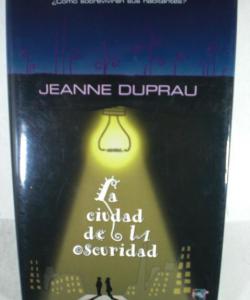 ¿Cómo sobrevivirán sus habitantes?
JEANNE DUPRAU
La
ciudad
de la
oscuridad